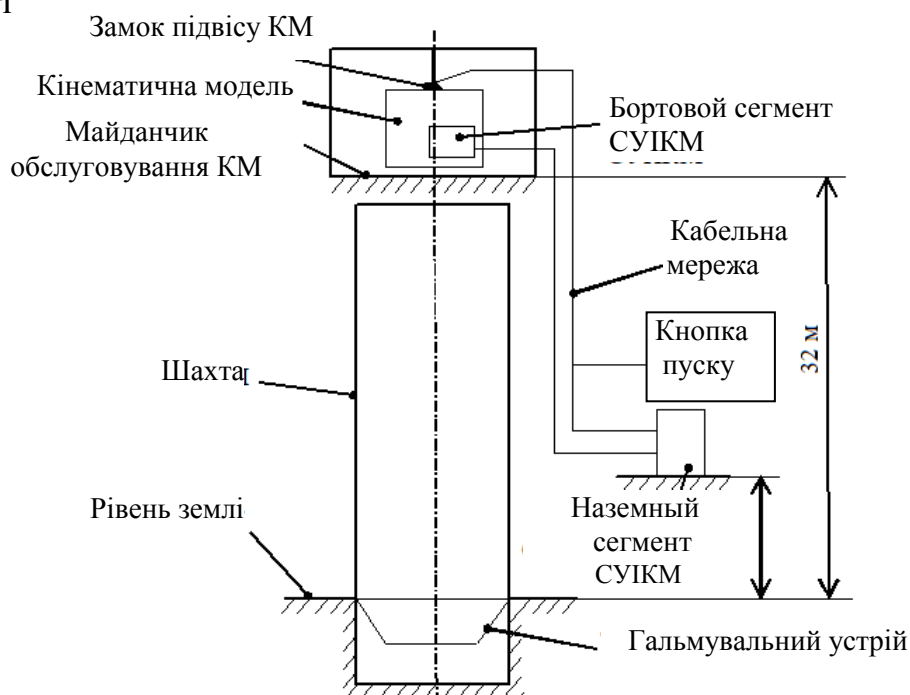 Замок підвісу КМ
Кінематична модель
Майданчик
обслуговування КМ
Бортовой сегмент
СУІКМ
Кабельна
мережа
Кнопка
пуску
32 м
Шахта
Рівень землі
Наземный
сегмент
СУІКМ
Гальмувальний устрій